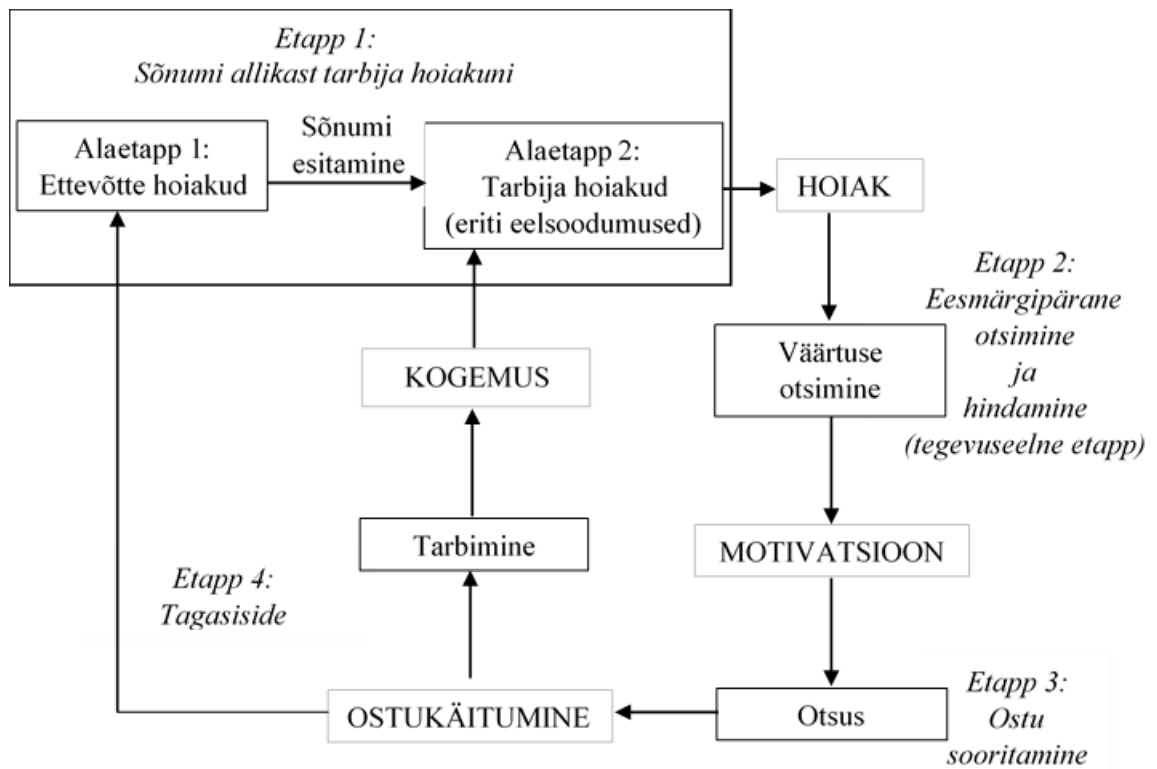 Etapp 1:
Sõnumi allikast tarbija hoiakuni
Alaetapp 1:
Ettevõtte hoiakud
Sõnumi
esitamine
Alaetapp 2:
Tarbija hoiakud
(eriti eelsoodumused)
HOIAK
Etapp 2:
Eesmärgipärane
otsimine
ja
hindamine
(tegevuseelne etapp)
Väärtuse
otsimine
KOGEMUS
MOTIVATSIOON
Tarbimine
Etapp 4:
Tagasiside
Etapp 3:
Ostu
sooritamine
Otsus
OSTUKÄITUMINE